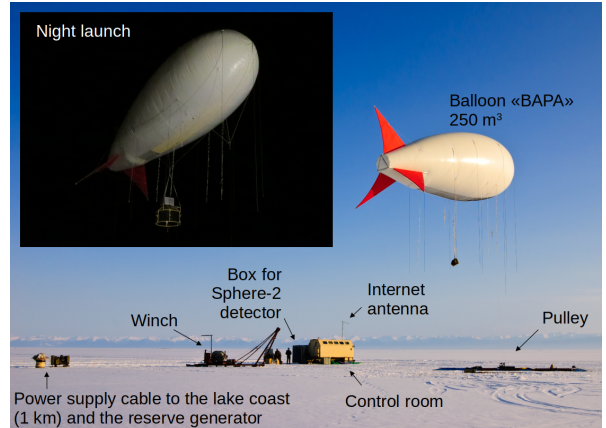 Night launch
Balloon «BAPA»
250 m³
Box for
Sphere-2
detector
Internet
antenna
Winch
Pulley
Power supply cable to the lake coast
(1 km) and the reserve generator
Control room